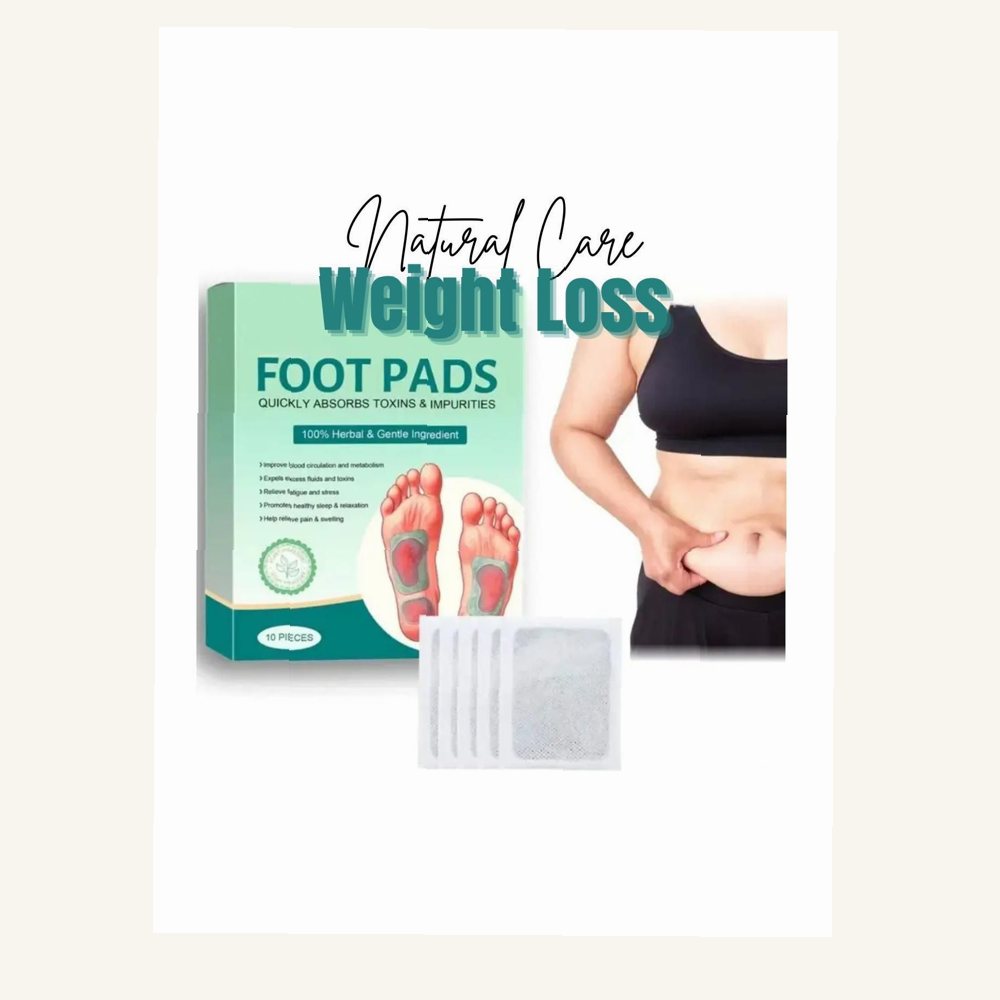 Natural Care
Weight Loss
FOOT PADS
QUICKLY ABSORBS TOXINS & IMPURITIES
100% Herbal & Gentle Ingredient
Improve blood circulation and metabolism
Expels excess fluids and toxins
Relieve fatigue and stress
Promotes healthy sleep & relaxation
Help relieve pain & swelling
10 PIECES